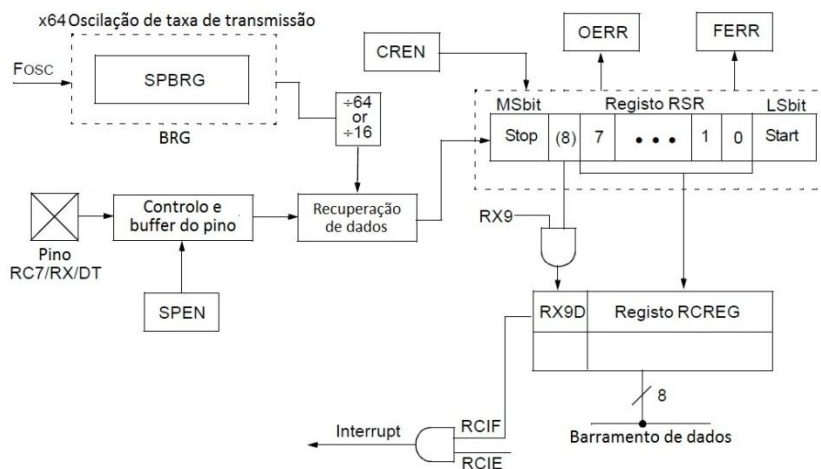 x64 Oscilação de taxa de transmissão
FOSC
SPBRG
BRG
÷64
or
÷16
CREN
OERR
FERR
MSbit
Registo RSR
LSbit
Stop
(8)
7
• • •
1
0
Start
Pino
RC7/RX/DT
Controlo e
buffer do pino
SPEN
Recuperação
de dados
RX9
RX9D
Registo RCREG
8
Barramento de dados
Interrupt
RCIF
RCIE